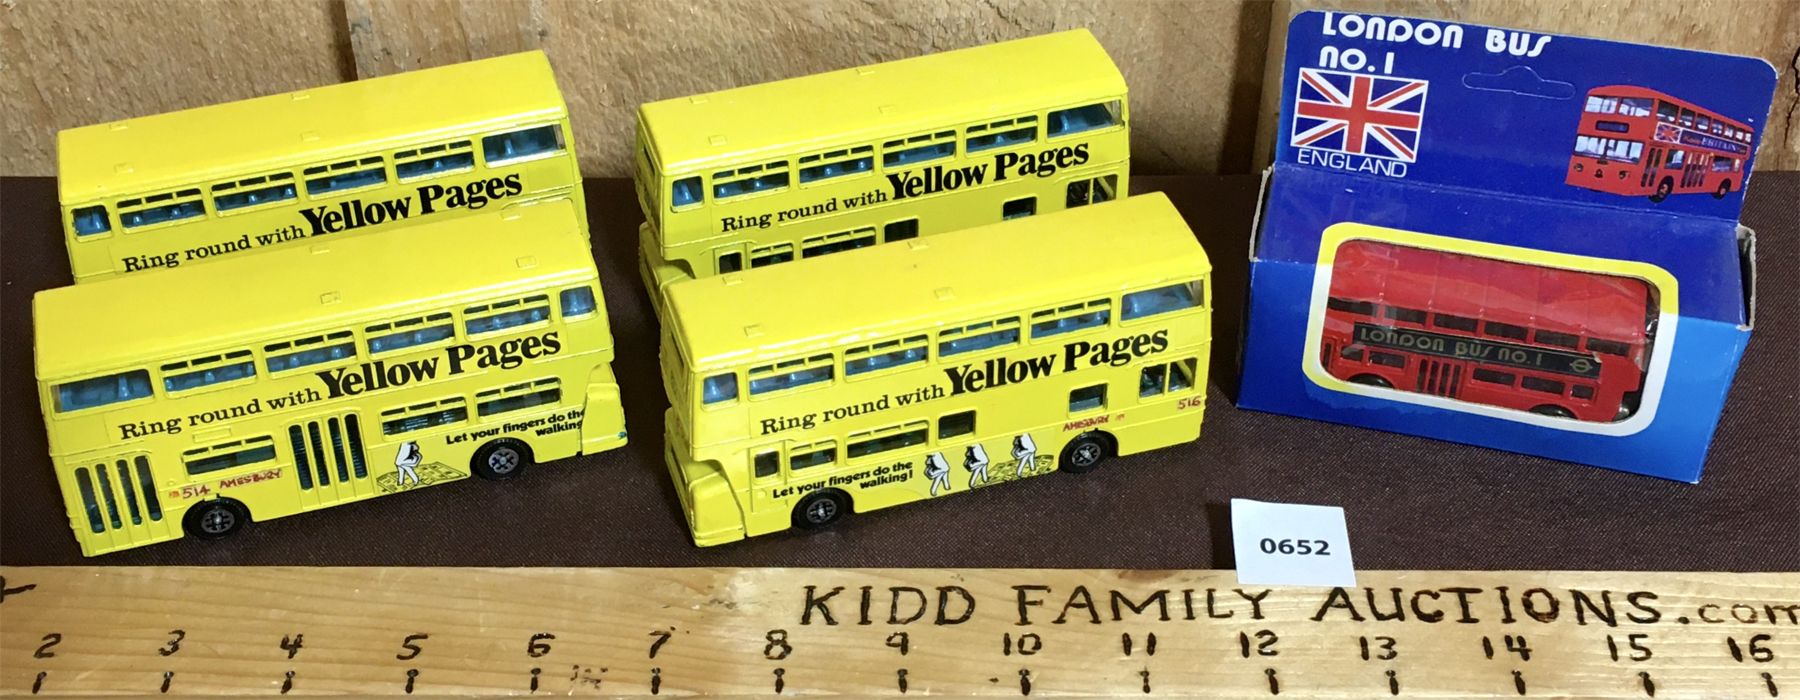 Ring round with Yellow Pages
Ring round with Yellow Pages
Ring round with Yellow Pages
Let your fingers do the
walking
514 AMESBURY
Ring round with Yellow Pages
Let your fingers do the
walking!
AMESBURY
516
LONDON BUS
NO. 1
ENGLAND
BRITAIN
LONDON BUS NO. 1
0652
KIDD FAMILY AUCTIONS.com
2 3 4 5 6 7 8 9 10 11 12 13 14 15 16